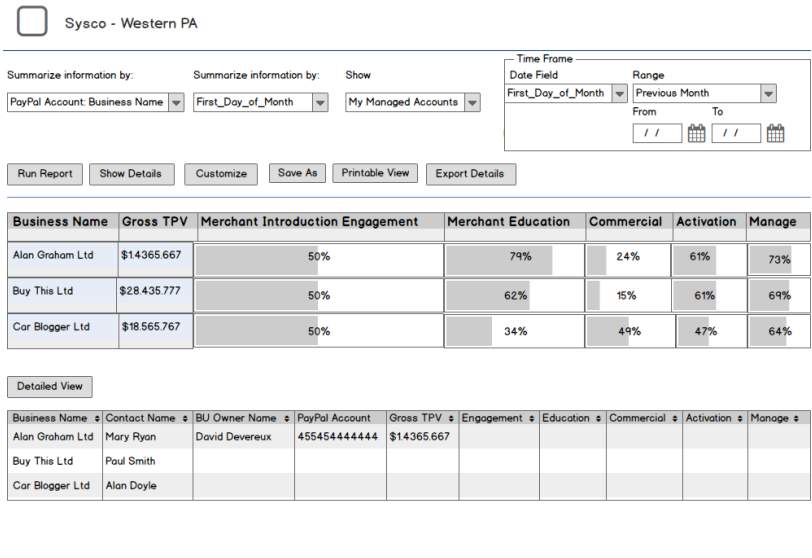 Sysco - Western PA
Time Frame
Summarize information by: Summarize information by: Show Date Field Range
PayPal Account: Business Name First_Day_of_Month My Managed Accounts First_Day_of_Month Previous Month
From To
/ / / /
Run Report Show Details Customize Save As Printable View Export Details
Business Name Gross TPV Merchant Introduction Engagement Merchant Education Commercial Activation Manage
Alan Graham Ltd $1.4365.667 50% 79% 24% 61% 73%
Buy This Ltd $28.435.777 50% 62% 15% 61% 69%
Car Blogger Ltd $18.565.767 50% 34% 49% 47% 64%
Detailed View
Business Name Contact Name BU Owner Name PayPal Account Gross TPV Engagement Education Commercial Activation Manage
Alan Graham Ltd Mary Ryan David Devereux 455454444444 $1.4365.667
Buy This Ltd Paul Smith
Car Blogger Ltd Alan Doyle